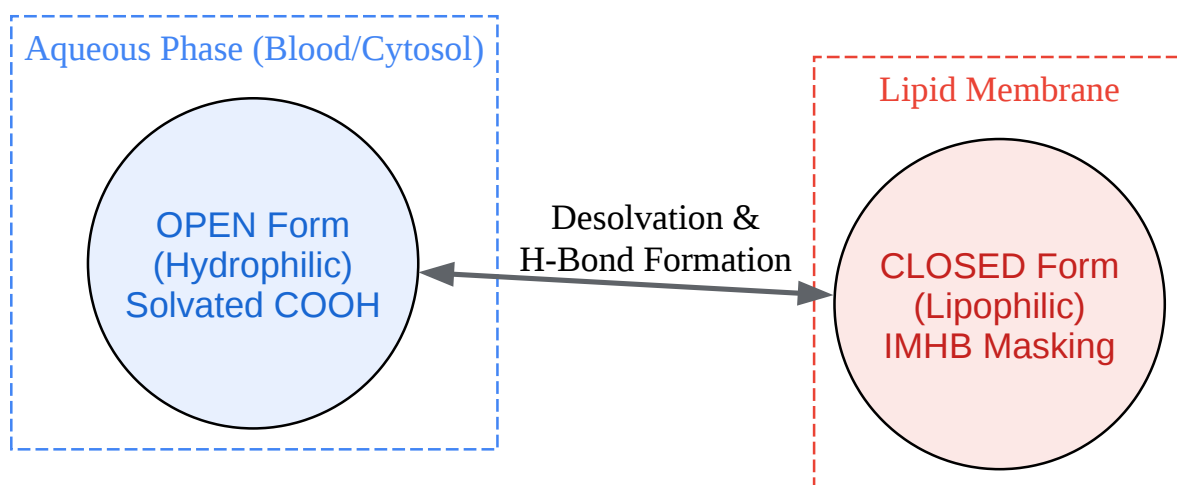 Aqueous Phase (Blood/Cytosol)
OPEN Form
(Hydrophilic)
Solvated COOH
Desolvation &
H-Bond Formation
Lipid Membrane
CLOSED Form
(Lipophilic)
IMHB Masking